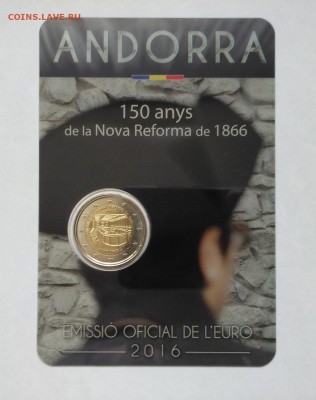 COINS.LAVE.RU
ANDORRA
150 anys
de la Nova Reforma de 1866
EMISSIÓ OFICIAL DE L'EURO
2016